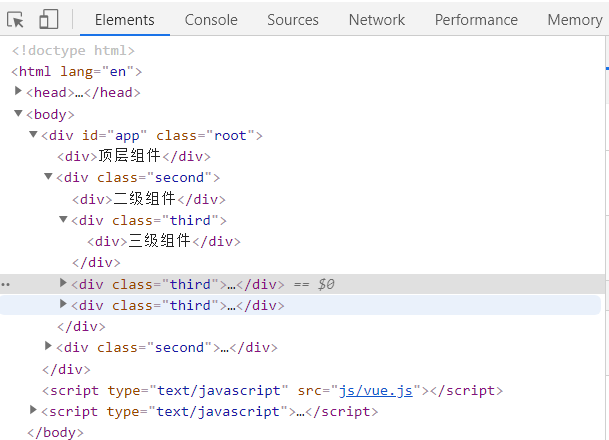 Elements Console Sources Network Performance Memory
<!doctype html>
<html lang="en">
<head>…</head>
<body>
<div id="app" class="root">
<div>顶层组件</div>
<div class="second">
<div>二级组件</div>
<div class="third">
<div>三级组件</div>
</div>
<div class="third">…</div> == $0
<div class="third">…</div>
</div>
<div class="second">…</div>
</div>
<script type="text/javascript" src="js/vue.js"></script>
<script type="text/javascript">…</script>
</body>